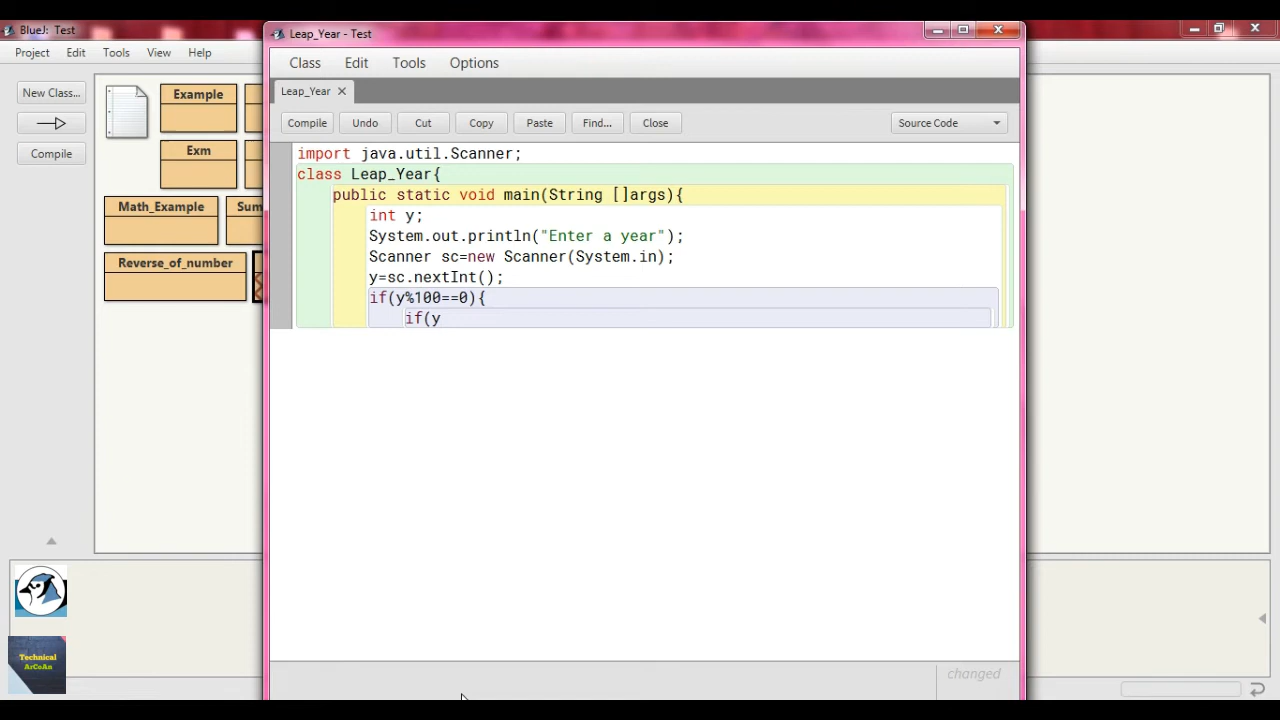 BlueJ: Test
Project Edit Tools View Help
New Class...
Compile
Example
Exm
Math_Example
Sum
Reverse_of_number
Leap_Year - Test
Class Edit Tools Options
Leap_Year
Compile Undo Cut Copy Paste Find... Close Source Code
import java.util.Scanner;
class Leap_Year{
public static void main(String []args){
int y;
System.out.println("Enter a year");
Scanner sc=new Scanner(System.in);
y=sc.nextInt();
if(y%100==0){
if(y
changed
Technical
ArCoAn